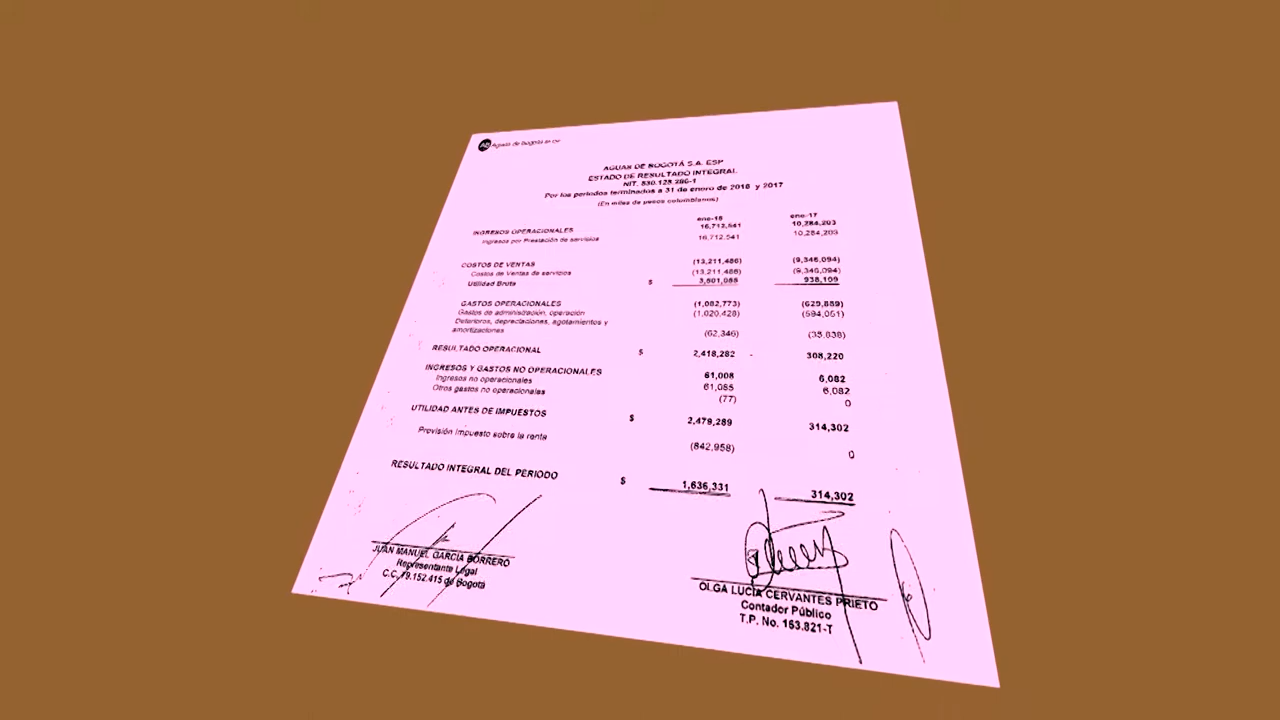 Aguas de Bogotá
AGUAS DE BOGOTÁ S.A. ESP
ESTADO DE RESULTADO INTEGRAL
NIT. 830.128.286-1
Por los periodos terminados a 31 de enero de 2018 y 2017
(En miles de pesos colombianos)
ene-18 ene-17
INGRESOS OPERACIONALES 16,712,541 10,284,203
Ingresos por Prestación de servicios 16,712,541 10,284,203
COSTOS DE VENTAS (13,211,486) (9,346,094)
Costos de Ventas de servicios (13,211,486) (9,346,094)
Utilidad Bruta $ 3,501,055 938,109
GASTOS OPERACIONALES (1,082,773) (629,889)
Gastos de administración, operación (1,020,428) (594,051)
Deterioros, depreciaciones, agotamientos y
amortizaciones (62,346) (35,838)
RESULTADO OPERACIONAL $ 2,418,282 - 308,220
INGRESOS Y GASTOS NO OPERACIONALES 61,008 6,082
Ingresos no operacionales 61,085 6,082
Otros gastos no operacionales (77) 0
UTILIDAD ANTES DE IMPUESTOS $ 2,479,289 314,302
Provisión Impuesto sobre la renta (842,958) 0
RESULTADO INTEGRAL DEL PERIODO $ 1,636,331 314,302
JUAN MANUEL GARCIA BORRERO
Representante Legal
C.C. 79.152.415 de Bogotá
OLGA LUCIA CERVANTES PRIETO
Contador Público
T.P. No. 163.821-T